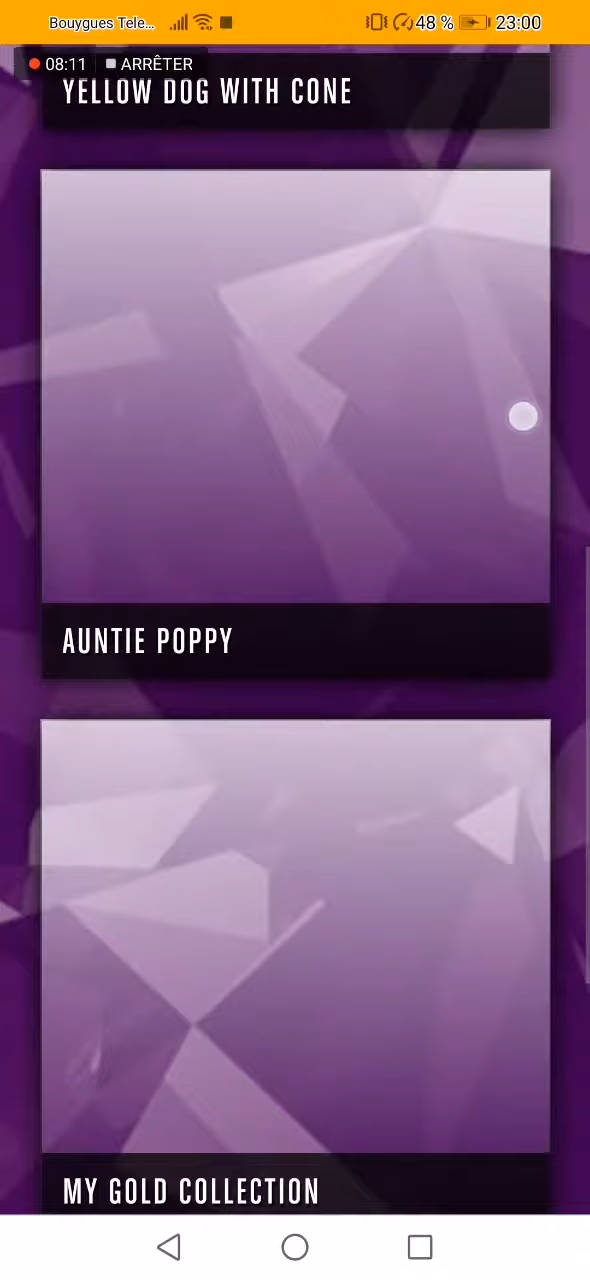 Bouygues Tele... 48 % 23:00
08:11 ARRÊTER
YELLOW DOG WITH CONE
AUNTIE POPPY
MY GOLD COLLECTION